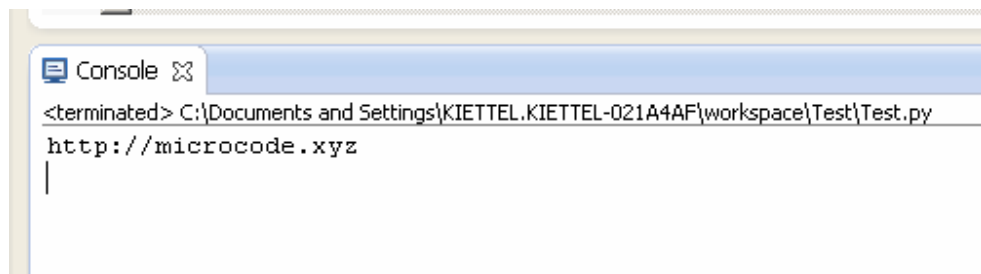 Console
<terminated> C:\Documents and Settings\KIETTEL.KIETTEL-021A4AF\workspace\Test\Test.py
http://microcode.xyz